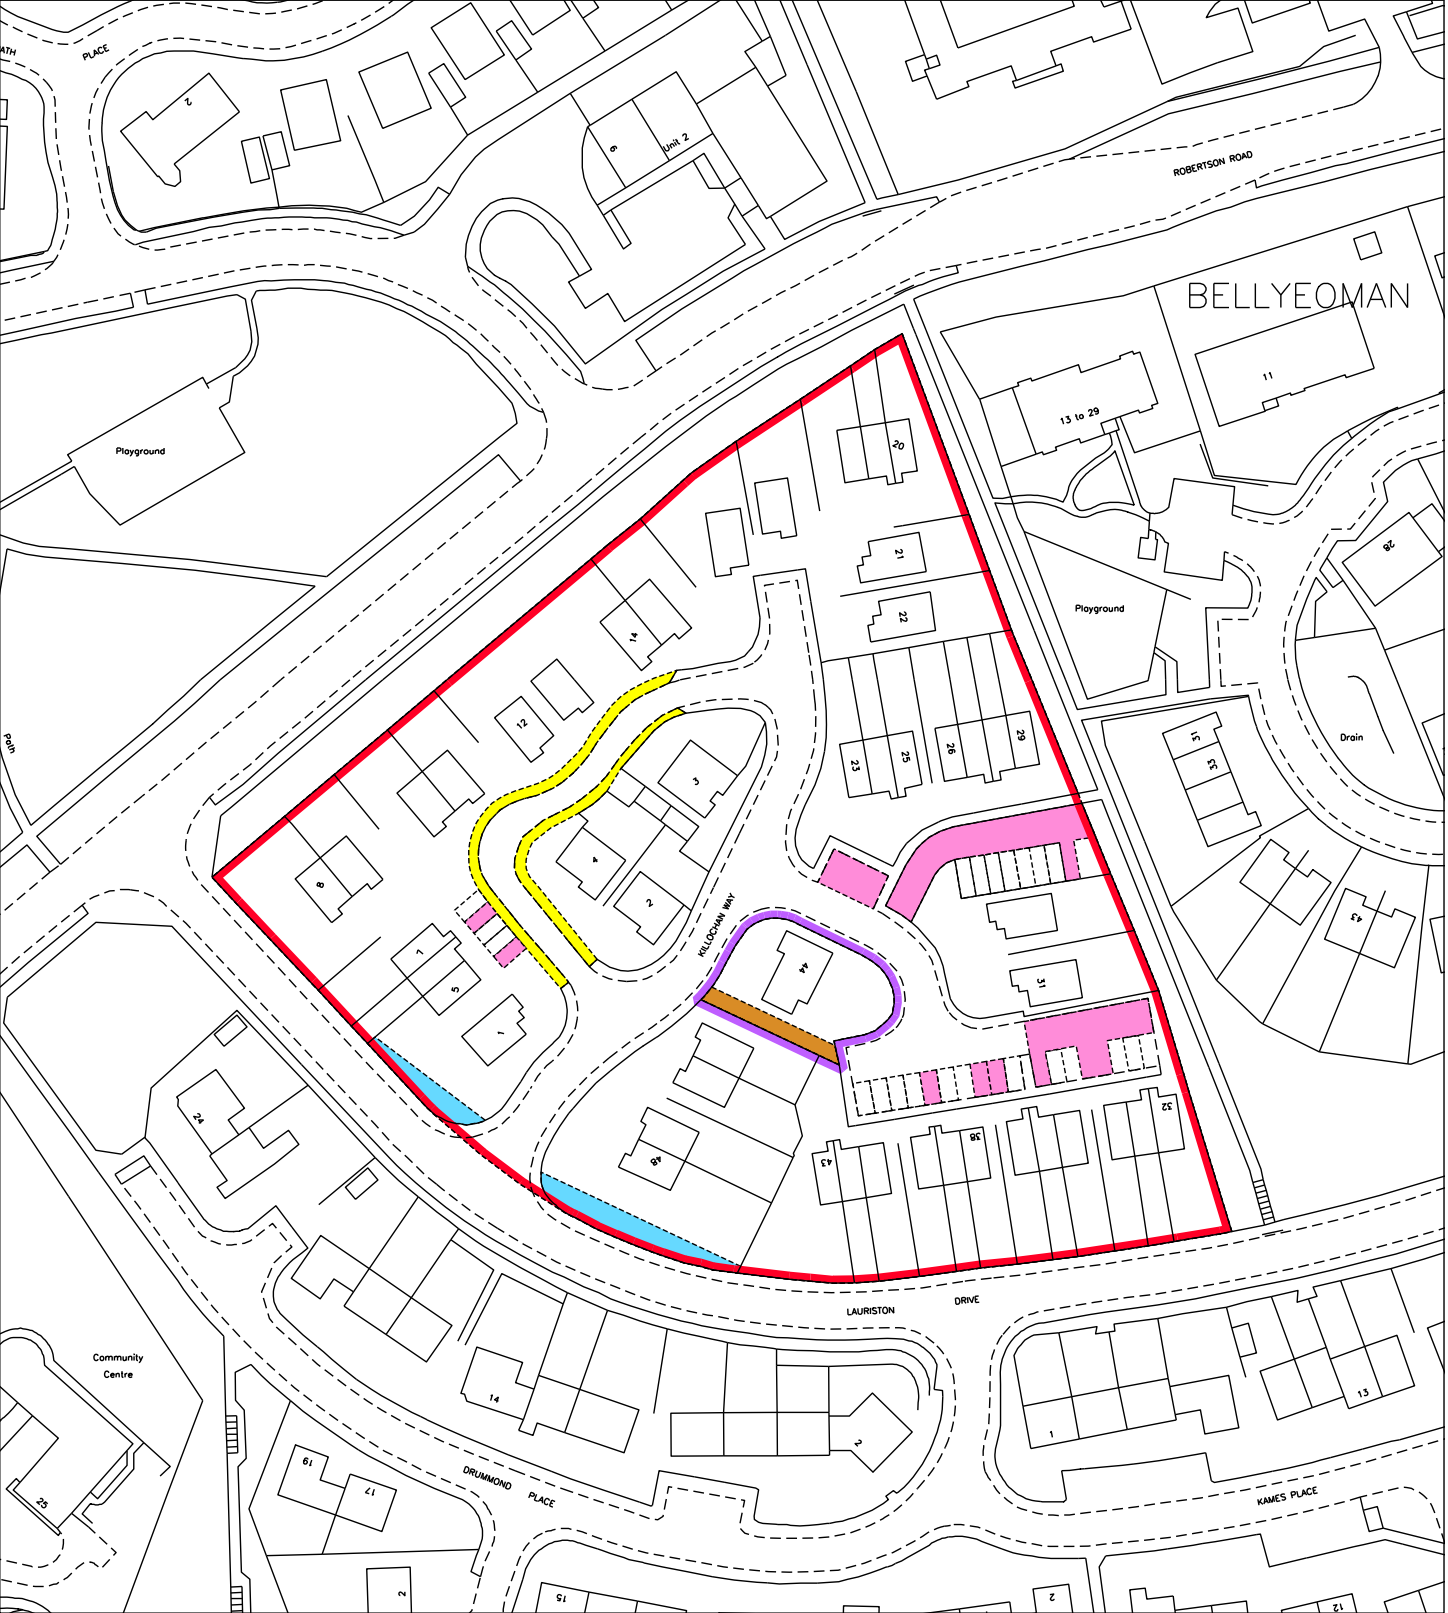 ATH
PLACE
2
6
Unit 2
ROBERTSON ROAD
BELLYEOMAN
11
13 to 29
Playground
20
28
21
22
Playground
14
12
Path
23
25
26
29
31
33
Drain
3
4
2
8
KILLOCHAN WAY
7
5
44
43
31
1
24
48
43
38
32
LAURISTON
DRIVE
Community
Centre
14
2
1
13
19
17
25
DRUMMOND
PLACE
KAMES PLACE
2
15
2
12